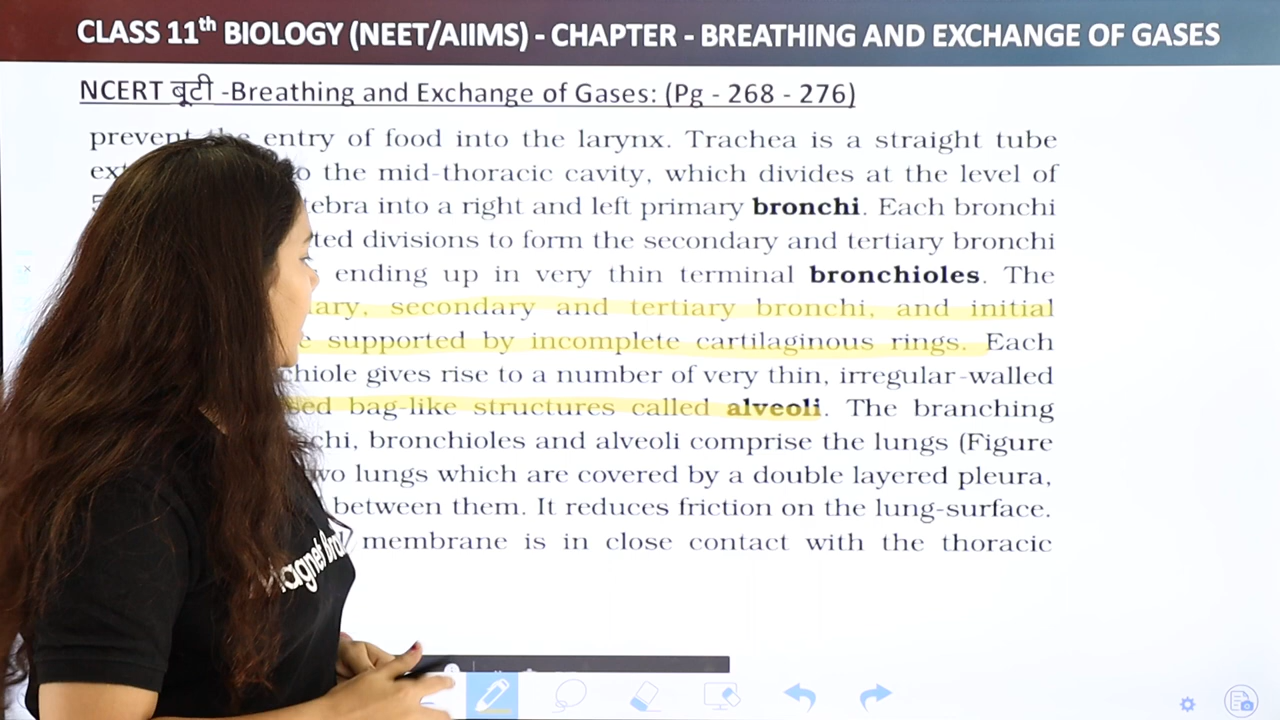 CLASS 11th BIOLOGY (NEET/AIIMS) - CHAPTER - BREATHING AND EXCHANGE OF GASES
NCERT बूटी -Breathing and Exchange of Gases: (Pg - 268 - 276)
prevent the entry of food into the larynx. Trachea is a straight tube
the mid-thoracic cavity, which divides at the level of
into a right and left primary bronchi. Each bronchi
divisions to form the secondary and tertiary bronchi
ending up in very thin terminal bronchioles. The
secondary and tertiary bronchi, and initial
supported by incomplete cartilaginous rings. Each
gives rise to a number of very thin, irregular-walled
bag-like structures called alveoli. The branching
bronchioles and alveoli comprise the lungs (Figure
lungs which are covered by a double layered pleura,
between them. It reduces friction on the lung-surface.
membrane is in close contact with the thoracic